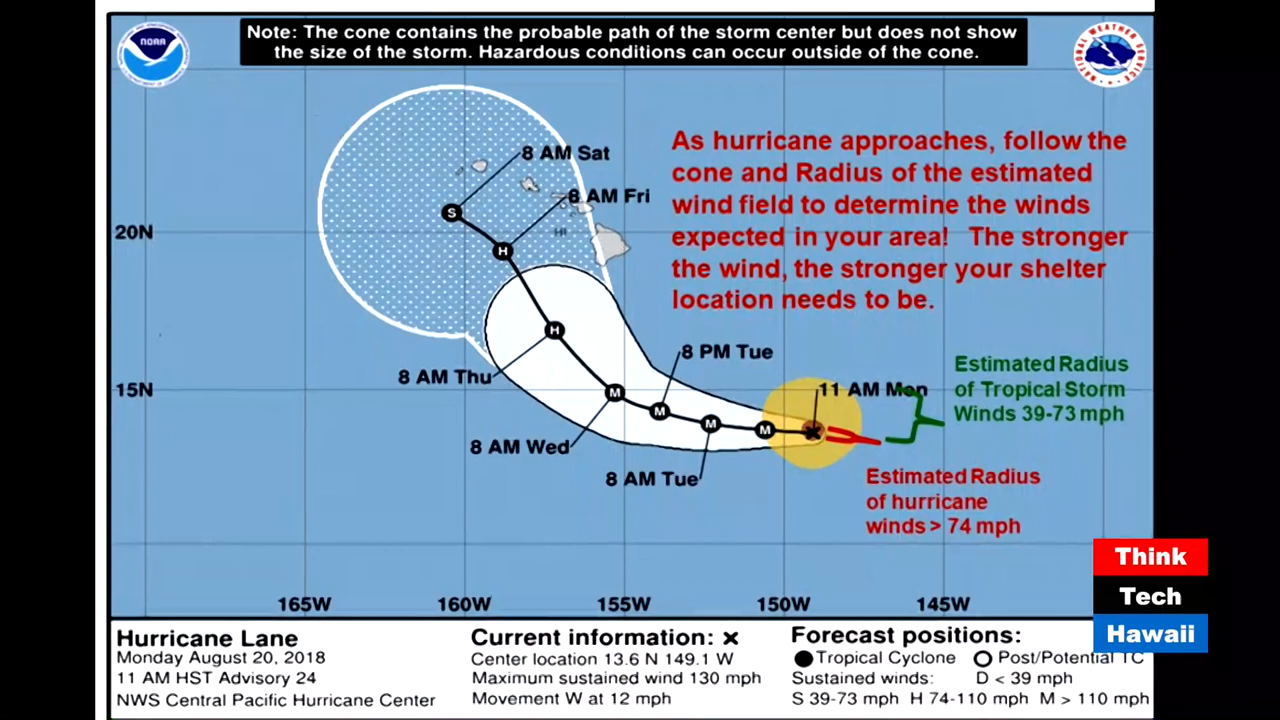 Note: The cone contains the probable path of the storm center but does not show
the size of the storm. Hazardous conditions can occur outside of the cone.
NOAA
NATIONAL WEATHER SERVICE
As hurricane approaches, follow the
cone and Radius of the estimated
wind field to determine the winds
expected in your area! The stronger
the wind, the stronger your shelter
location needs to be.
8 AM Sat
8 AM Fri
S
H
HI
20N
H
8 PM Tue
8 AM Thu
15N
11 AM Mon
Estimated Radius
of Tropical Storm
Winds 39-73 mph
M
M
M
M
8 AM Wed
8 AM Tue
Estimated Radius
of hurricane
winds > 74 mph
165W
160W
155W
150W
145W
Think
Tech
Hawaii
Hurricane Lane
Monday August 20, 2018
11 AM HST Advisory 24
NWS Central Pacific Hurricane Center
Current information: x
Center location 13.6 N 149.1 W
Maximum sustained wind 130 mph
Movement W at 12 mph
Forecast positions:
Tropical Cyclone Post/Potential TC
Sustained winds: D < 39 mph
S 39-73 mph H 74-110 mph M > 110 mph